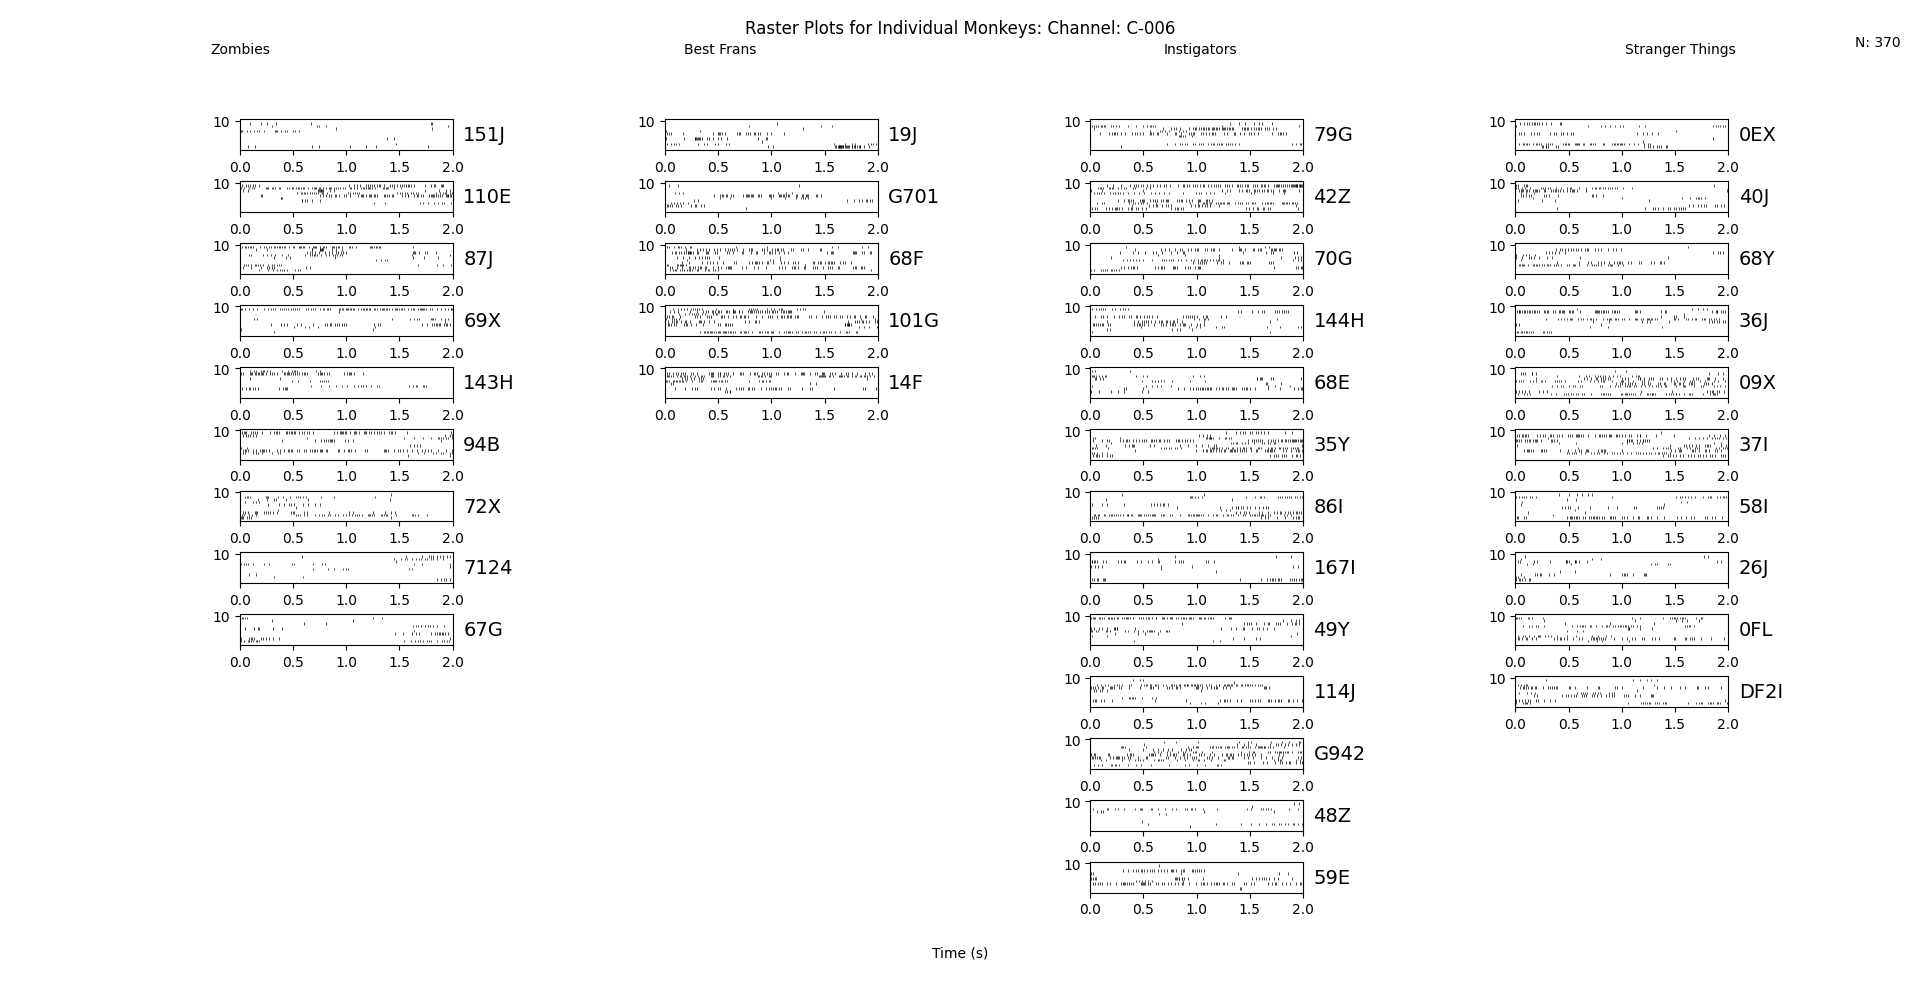 Raster Plots for Individual Monkeys: Channel: C-006
Zombies Best Frans Instigators Stranger Things N: 370
10 151J 10 19J 10 79G 10 0EX
0.0 0.5 1.0 1.5 2.0 0.0 0.5 1.0 1.5 2.0 0.0 0.5 1.0 1.5 2.0 0.0 0.5 1.0 1.5 2.0
10 110E 10 G701 10 42Z 10 40J
0.0 0.5 1.0 1.5 2.0 0.0 0.5 1.0 1.5 2.0 0.0 0.5 1.0 1.5 2.0 0.0 0.5 1.0 1.5 2.0
10 87J 10 68F 10 70G 10 68Y
0.0 0.5 1.0 1.5 2.0 0.0 0.5 1.0 1.5 2.0 0.0 0.5 1.0 1.5 2.0 0.0 0.5 1.0 1.5 2.0
10 69X 10 101G 10 144H 10 36J
0.0 0.5 1.0 1.5 2.0 0.0 0.5 1.0 1.5 2.0 0.0 0.5 1.0 1.5 2.0 0.0 0.5 1.0 1.5 2.0
10 143H 10 14F 10 68E 10 09X
0.0 0.5 1.0 1.5 2.0 0.0 0.5 1.0 1.5 2.0 0.0 0.5 1.0 1.5 2.0 0.0 0.5 1.0 1.5 2.0
10 94B 10 35Y 10 37I
0.0 0.5 1.0 1.5 2.0 0.0 0.5 1.0 1.5 2.0 0.0 0.5 1.0 1.5 2.0
10 72X 10 86I 10 58I
0.0 0.5 1.0 1.5 2.0 0.0 0.5 1.0 1.5 2.0 0.0 0.5 1.0 1.5 2.0
10 7124 10 167I 10 26J
0.0 0.5 1.0 1.5 2.0 0.0 0.5 1.0 1.5 2.0 0.0 0.5 1.0 1.5 2.0
10 67G 10 49Y 10 0FL
0.0 0.5 1.0 1.5 2.0 0.0 0.5 1.0 1.5 2.0 0.0 0.5 1.0 1.5 2.0
10 114J 10 DF2I
0.0 0.5 1.0 1.5 2.0 0.0 0.5 1.0 1.5 2.0
10 G942
0.0 0.5 1.0 1.5 2.0
10 48Z
0.0 0.5 1.0 1.5 2.0
10 59E
0.0 0.5 1.0 1.5 2.0
Time (s)